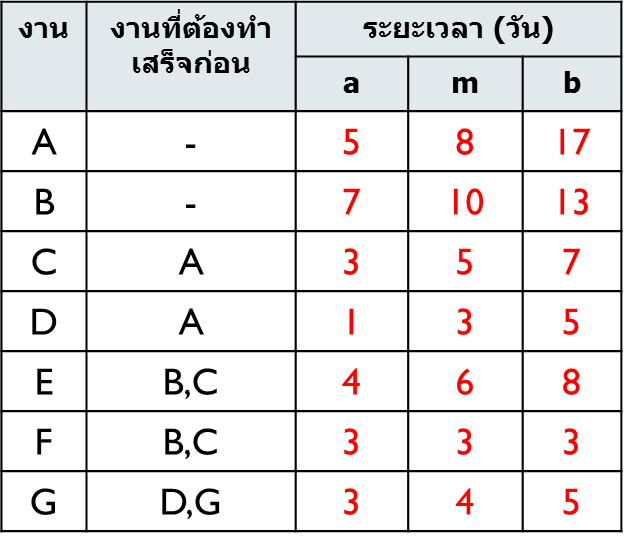 งาน งานที่ต้องทำ ระยะเวลา (วัน)
เสร็จก่อน
a m b
A - 5 8 17
B - 7 10 13
C A 3 5 7
D A 1 3 5
E B,C 4 6 8
F B,C 3 3 3
G D,G 3 4 5